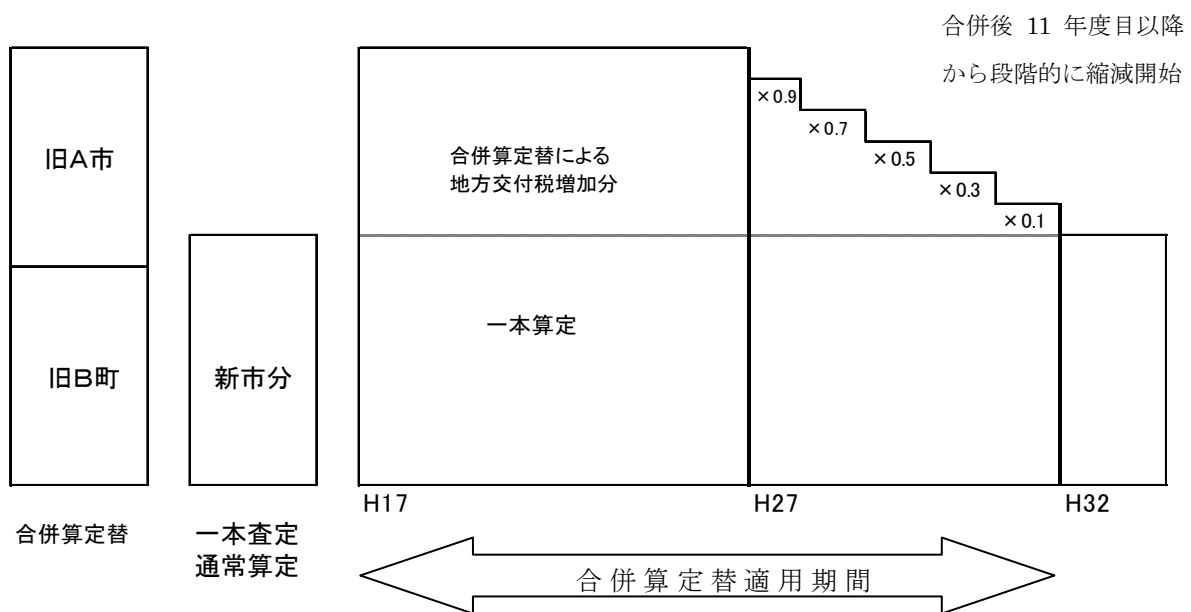 合併後 11 年度目以降
から段階的に縮減開始
×0.9
×0.7
×0.5
×0.3
×0.1
旧A市
合併算定替による
地方交付税増加分
旧B町
新市分
一本算定
H17
H27
H32
合併算定替
一本査定
通常算定
合併算定替適用期間